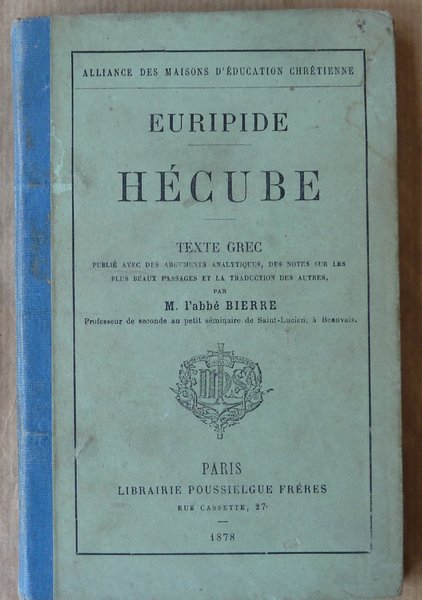 ALLIANCE DES MAISONS D'ÉDUCATION CHRÉTIENNE
EURIPIDE
HÉCUBE
TEXTE GREC
PUBLIÉ AVEC DES ARGUMENTS ANALYTIQUES, DES NOTES SUR LES
PLUS BEAUX PASSAGES ET LA TRADUCTION DES AUTRES,
PAR
M. l'abbé BIERRE
Professeur de seconde au petit séminaire de Saint-Lucien, à Beauvais.
PARIS
LIBRAIRIE POUSSIELGUE FRÈRES
RUE CASSETTE, 27
1878